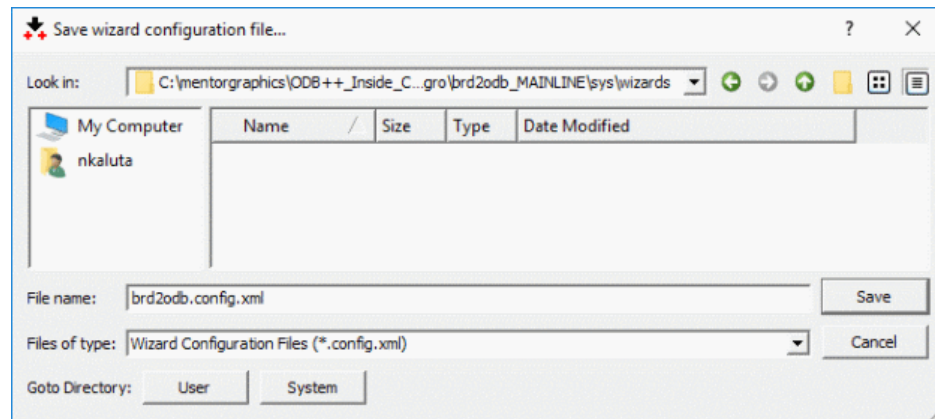 Save wizard configuration file... ?
Look in: C:\mentorgraphics\ODB++_Inside_C...gro\brd2odb_MAINLINE\sys\wizards
My Computer
nkaluta
Name Size Type Date Modified
File name: brd2odb.config.xml Save
Files of type: Wizard Configuration Files (*.config.xml) Cancel
Goto Directory: User System